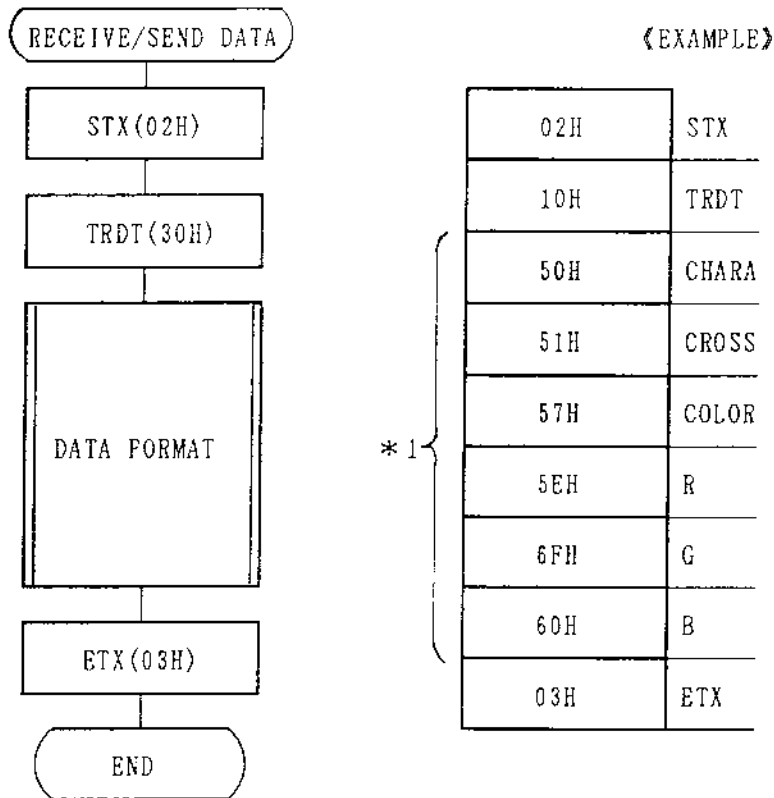 RECEIVE/SEND DATA
STX(02H)
TRDT(30H)
DATA FORMAT
ETX(03H)
END
《EXAMPLE》
02H STX
10H TRDT
*1
50H CHARA
51H CROSS
57H COLOR
5EH R
6FH G
60H B
03H ETX